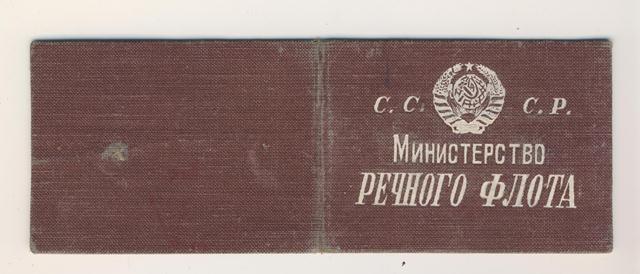 С. С. С. Р.
Министерство
РЕЧНОГО ФЛОТА